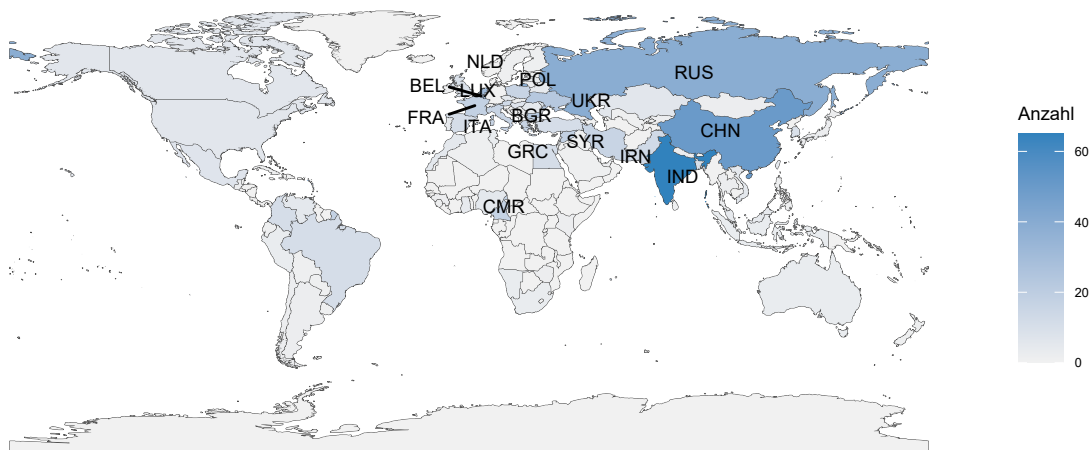 NLD
POL
BEL
LUX
RUS
UKR
FRA
BGR
ITA
CHN
SYR
GRC
IRN
IND
CMR
Anzahl
60
40
20
0